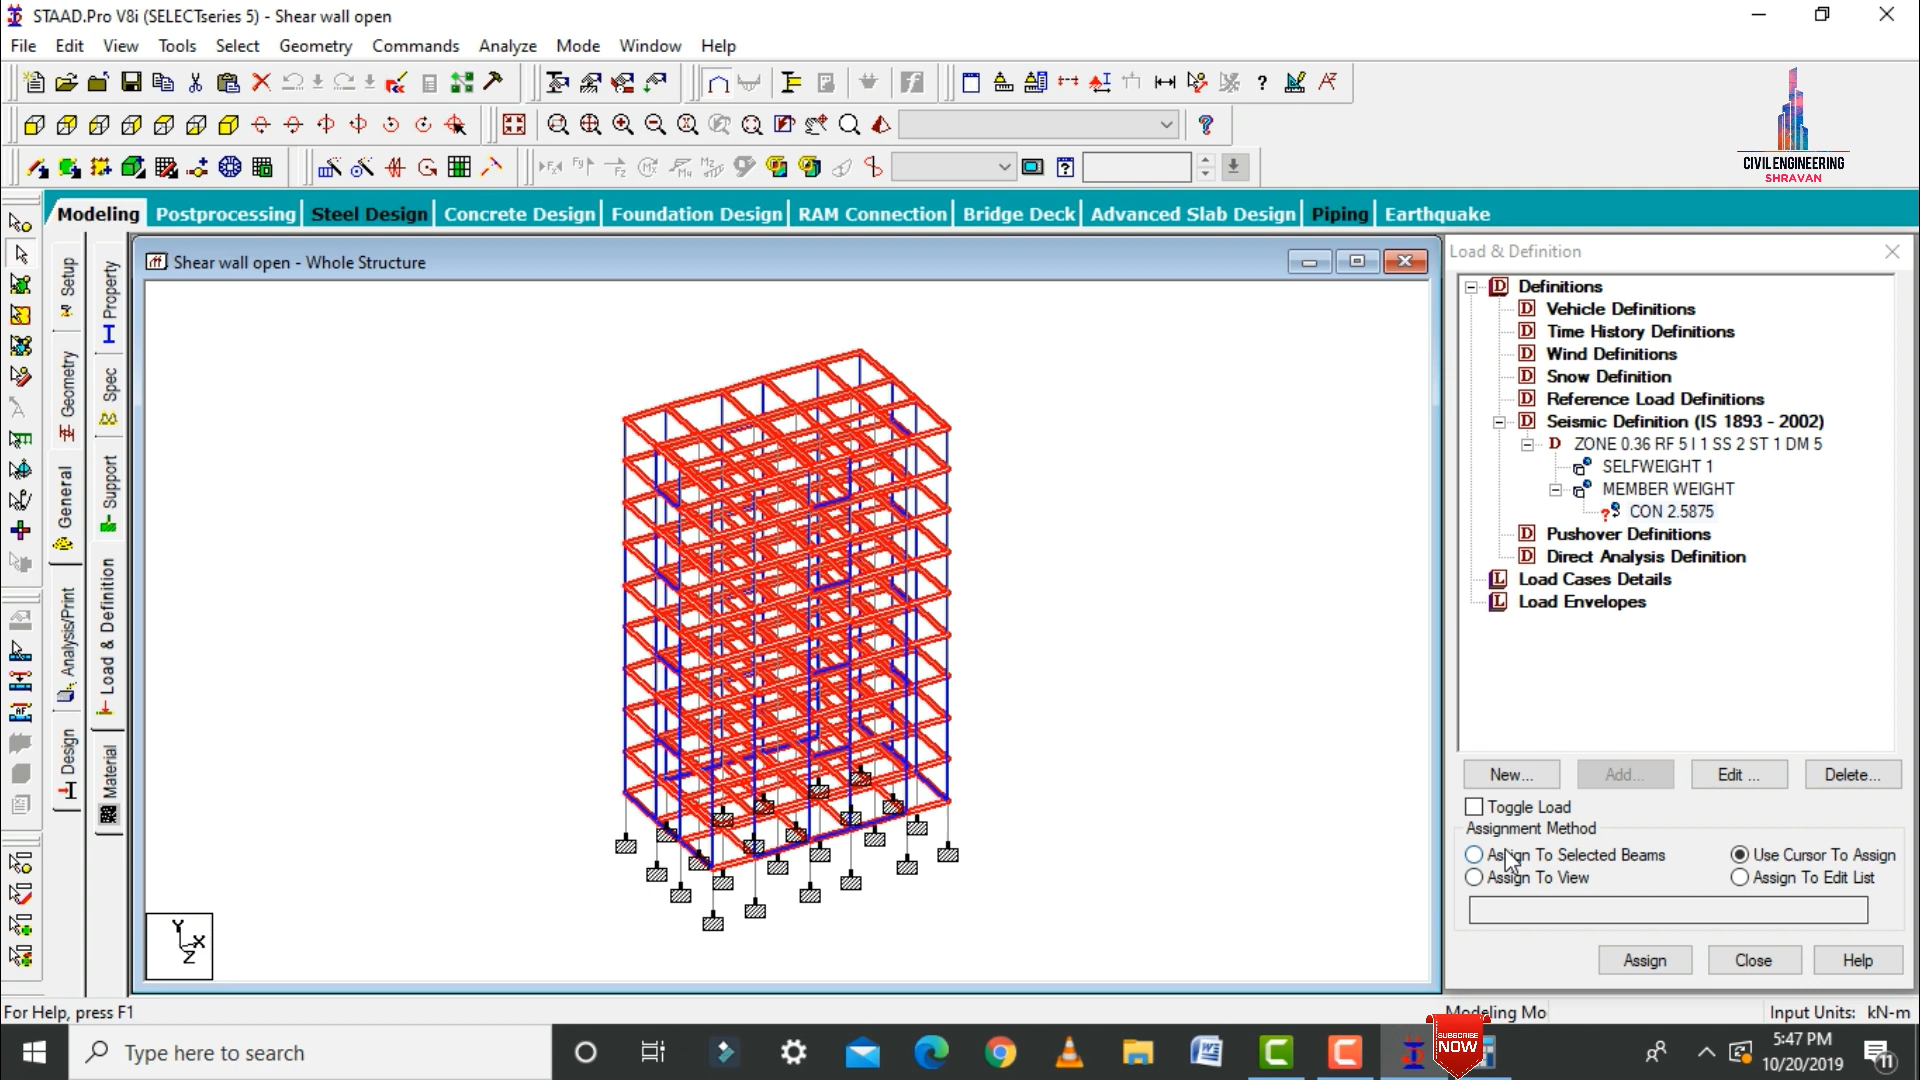 STAAD.Pro V8i (SELECTseries 5) - Shear wall open
File Edit View Tools Select Geometry Commands Analyze Mode Window Help
CIVIL ENGINEERING
SHRAVAN
Modeling Postprocessing Steel Design Concrete Design Foundation Design RAM Connection Bridge Deck Advanced Slab Design Piping Earthquake
Setup
Geometry
General
Analysis/Print
Design
Property
Spec
Support
Load & Definition
Material
Shear wall open - Whole Structure
Y
X
Z
Load & Definition
Definitions
Vehicle Definitions
Time History Definitions
Wind Definitions
Snow Definition
Reference Load Definitions
Seismic Definition (IS 1893 - 2002)
ZONE 0.36 RF 5 I 1 SS 2 ST 1 DM 5
SELFWEIGHT 1
MEMBER WEIGHT
CON 2.5875
Pushover Definitions
Direct Analysis Definition
Load Cases Details
Load Envelopes
New... Add... Edit ... Delete...
Toggle Load
Assignment Method
Assign To Selected Beams Use Cursor To Assign
Assign To View Assign To Edit List
Assign Close Help
For Help, press F1
Modeling Mo
Input Units: kN-m
Type here to search
SUBSCRIBE
NOW
5:47 PM
10/20/2019
11